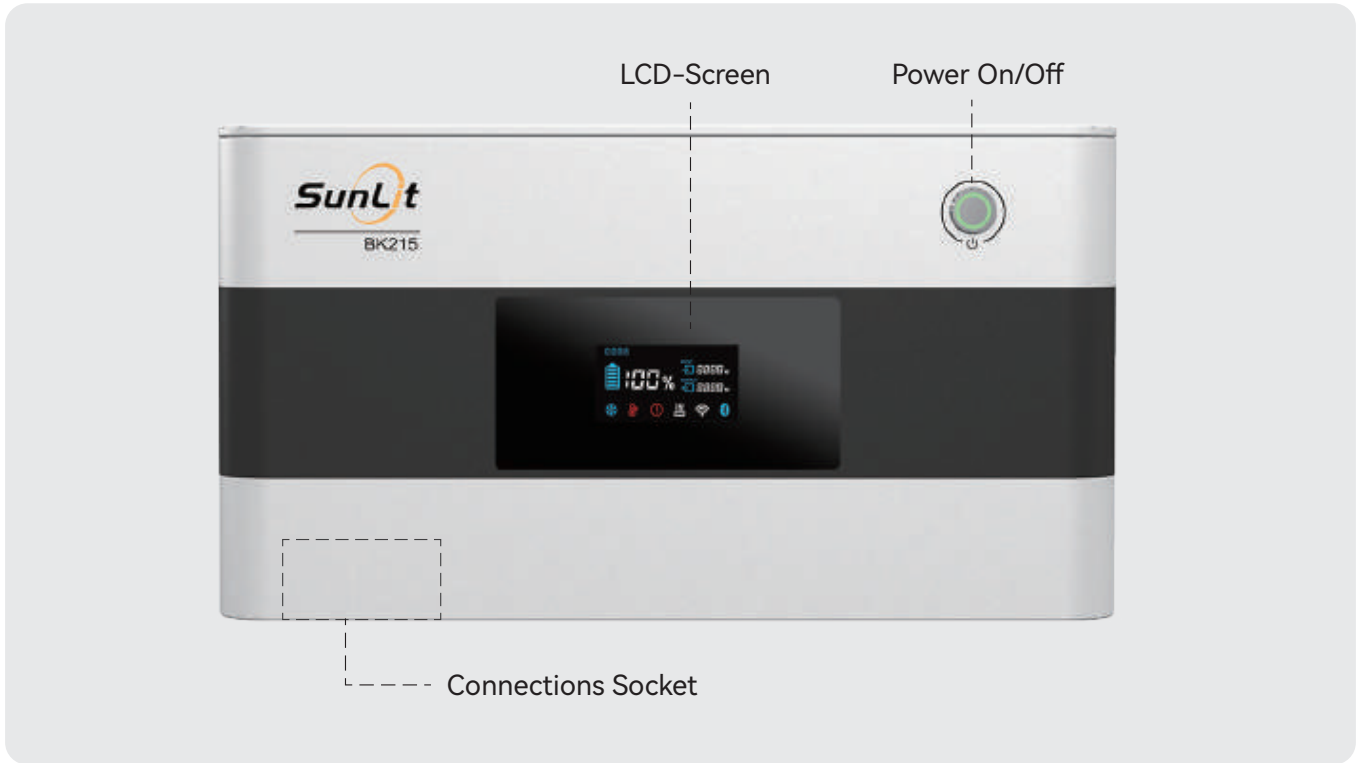 LCD-Screen
Power On/Off
SunLit
BK215
100%
Connections Socket